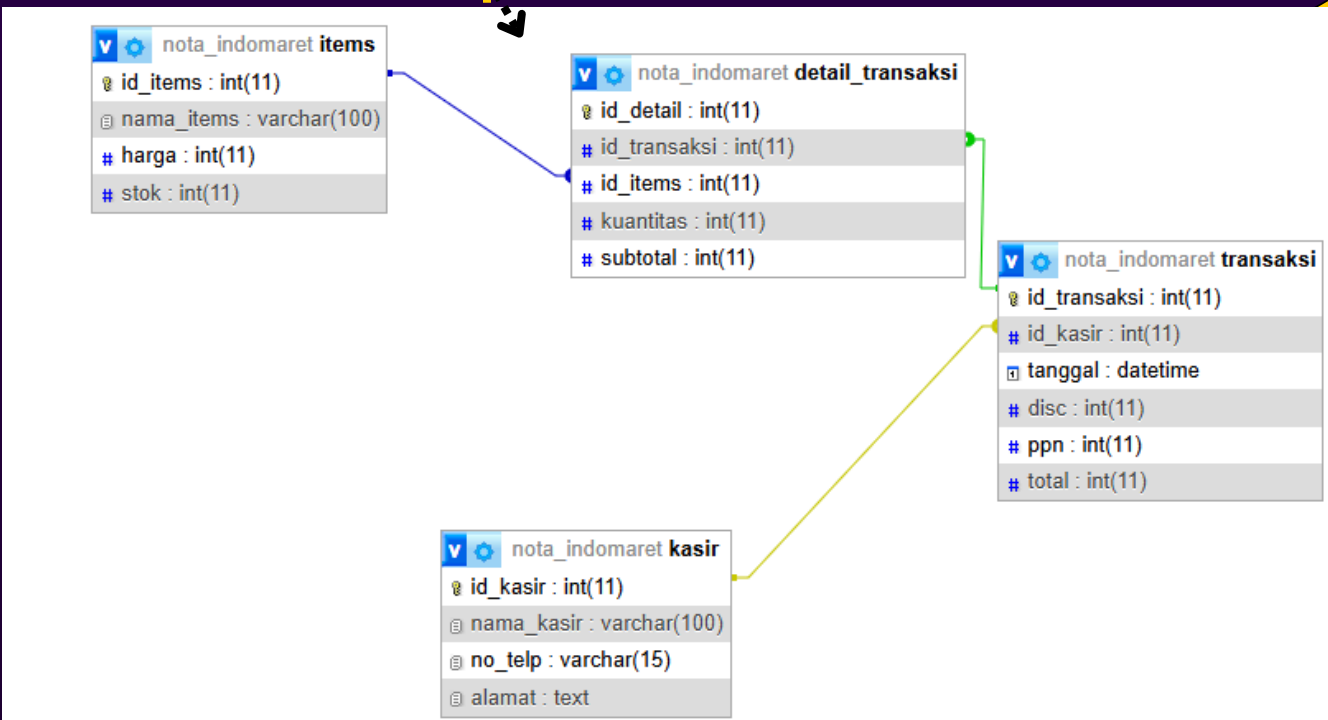 nota_indomaret items
id_items : int(11)
nama_items : varchar(100)
# harga : int(11)
# stok : int(11)
nota_indomaret detail_transaksi
id_detail : int(11)
# id_transaksi : int(11)
# id_items : int(11)
# kuantitas : int(11)
# subtotal : int(11)
nota_indomaret transaksi
id_transaksi : int(11)
# id_kasir : int(11)
tanggal : datetime
# disc : int(11)
# ppn : int(11)
# total : int(11)
nota_indomaret kasir
id_kasir : int(11)
nama_kasir : varchar(100)
no_telp : varchar(15)
alamat : text